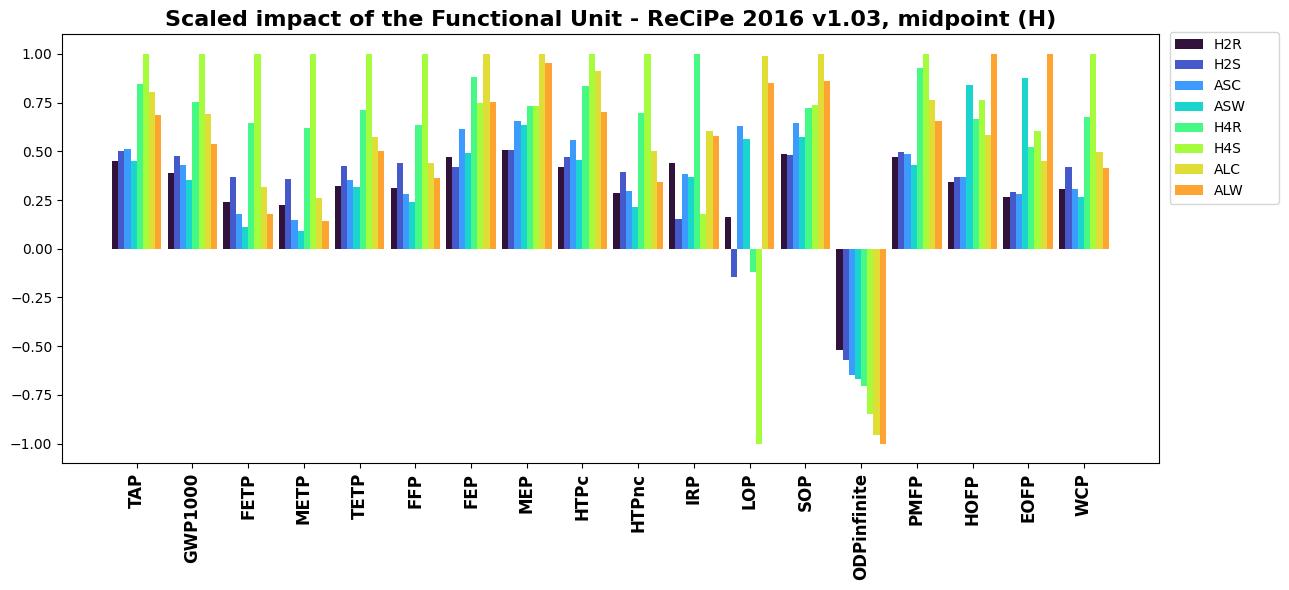 Scaled impact of the Functional Unit - ReCiPe 2016 v1.03, midpoint (H)
1.00
0.75
0.50
0.25
0.00
−0.25
−0.50
−0.75
−1.00
TAP
GWP1000
FETP
METP
TETP
FFP
FEP
MEP
HTPc
HTPnc
IRP
LOP
SOP
ODPinfinite
PMFP
HOFP
EOFP
WCP
H2R
H2S
ASC
ASW
H4R
H4S
ALC
ALW